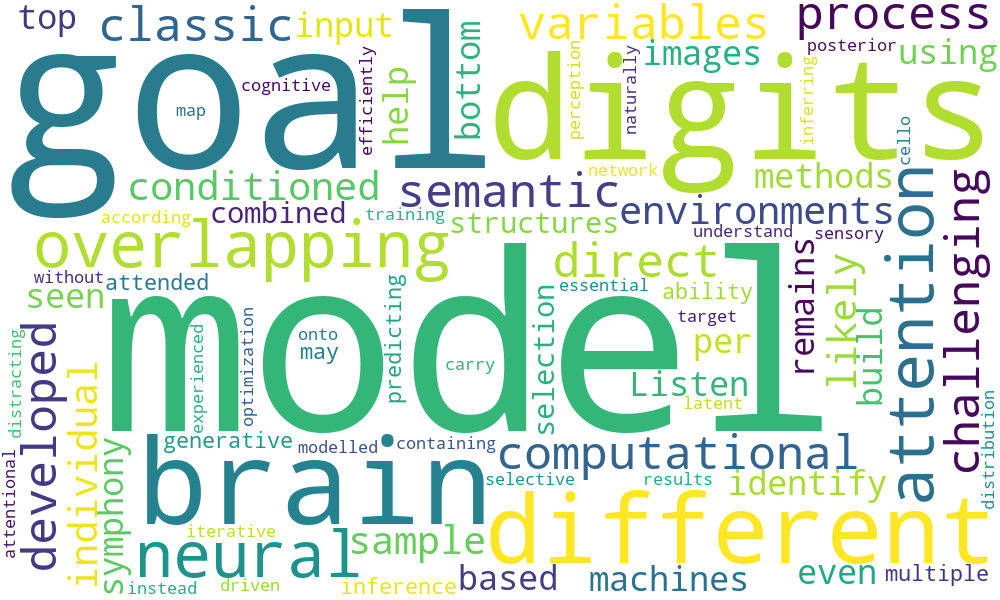 top
classic
input
variables
process
goal
digits
cognitive
map
efficiently
help
bottom
images
perception
naturally
posterior
inferring
using
network
methods
cello
conditioned
semantic
according
combined
training
structures
environments
understand
sensory
overlapping
direct
attention
challenging
without
attended
seen
essential
ability
remains
likely
target
model
experienced
optimization
onto
may
predicting
carry
selection
per
build
Listen
latent
distracting
developed
individual
generative
modelled
containing
computational
brain
selective
results
identify
distribution
attentional
symphony
iterative
different
neural
sample
instead
driven
inference
based
machines
even
multiple